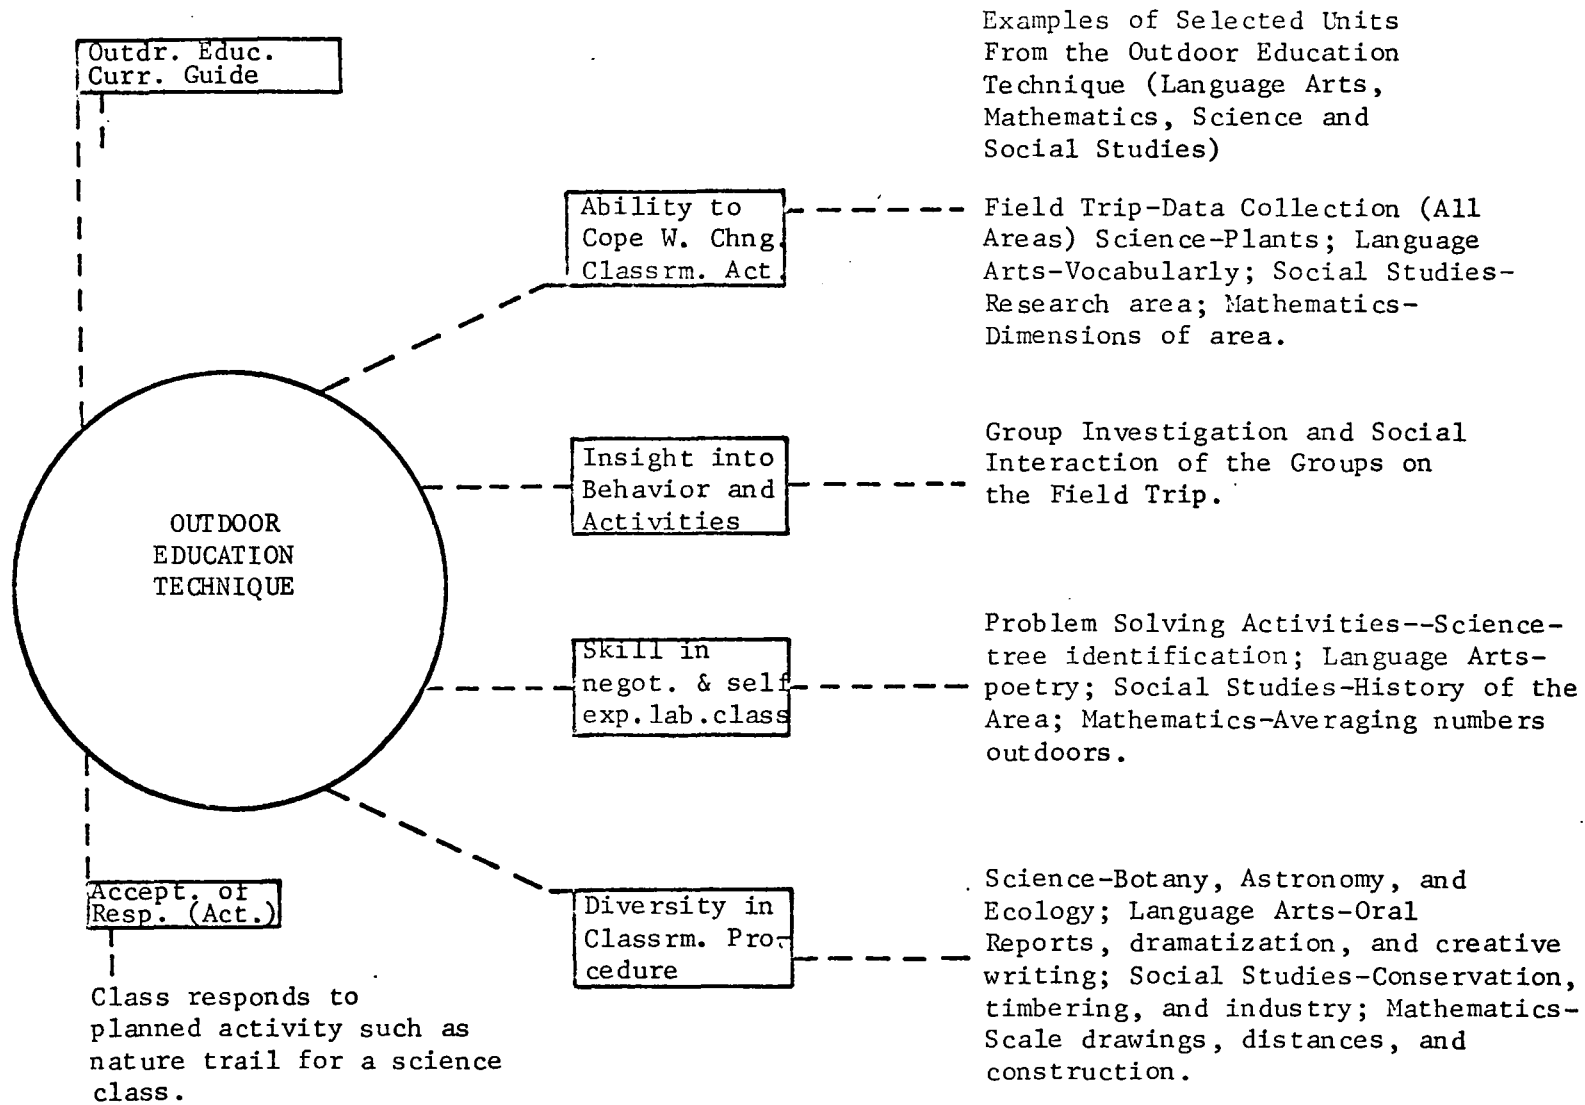 Outdr. Educ.
Curr. Guide
Examples of Selected Units
From the Outdoor Education
Technique (Language Arts,
Mathematics, Science and
Social Studies)
Ability to
Cope W. Chng.
Classrm. Act.
Field Trip-Data Collection (All
Areas) Science-Plants; Language
Arts-Vocabularly; Social Studies-
Research area; Mathematics-
Dimensions of area.
Insight into
Behavior and
Activities
Group Investigation and Social
Interaction of the Groups on
the Field Trip.
OUTDOOR
EDUCATION
TECHNIQUE
Skill in
negot. & self
exp.lab.class
Problem Solving Activities--Science-
tree identification; Language Arts-
poetry; Social Studies-History of the
Area; Mathematics-Averaging numbers
outdoors.
Accept. of
Resp. (Act.)
Class responds to
planned activity such as
nature trail for a science
class.
Diversity in
Classrm. Pro-
cedure
Science-Botany, Astronomy, and
Ecology; Language Arts-Oral
Reports, dramatization, and creative
writing; Social Studies-Conservation,
timbering, and industry; Mathematics-
Scale drawings, distances, and
construction.